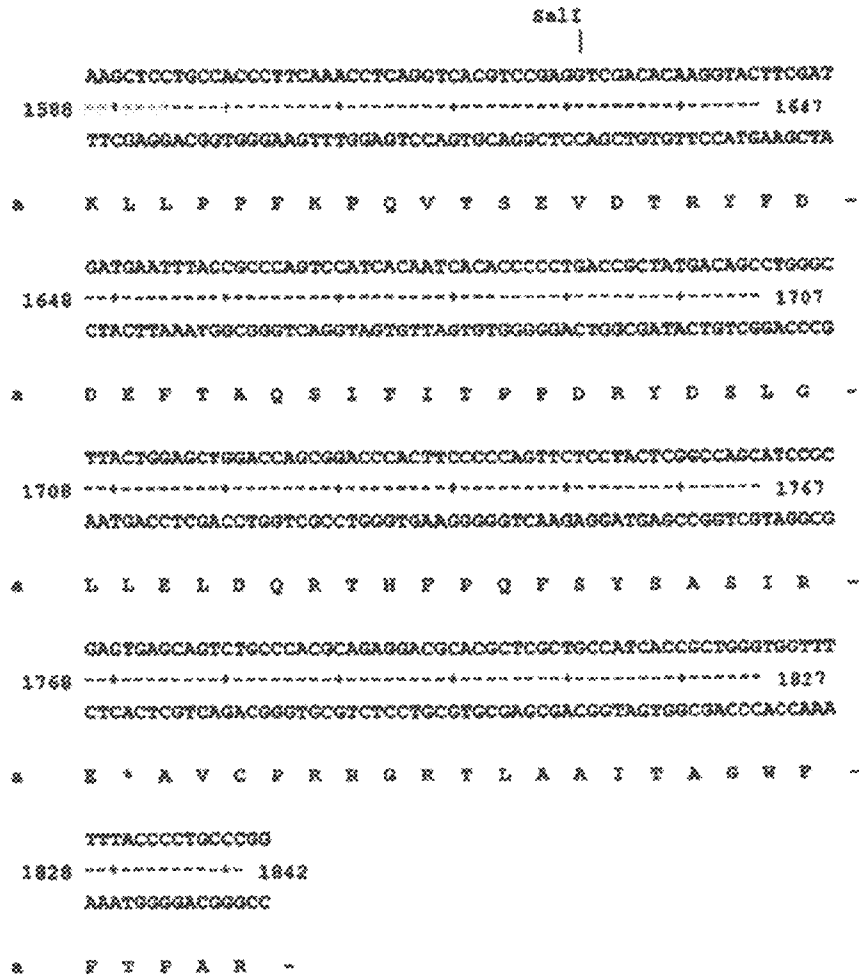 SalI
|
AAGCTCCTGCCACCCTTCAAACCTCAGGTCACGTCCGAGGTCGACACAAGGTACTTCGAT
1588 ---+---------+---------+---------+---------+---------+------- 1647
TTCGAGGACGGTGGGAAGTTTGGAGTCCAGTGCAGGCTCCAGCTGTGTTCCATGAAGCTA
a K L L P P F K P Q V T S E V D T R Y F D -
GATGAATTTACCGCCCAGTCCATCACAATCACACCCCCTGACCGCTATGACAGCCTGGGC
1648 ---+---------+---------+---------+---------+---------+------- 1707
CTACTTAAATGGCGGGTCAGGTAGTGTTAGTGTGGGGGACTGGCGATACTGTCGGACCCG
a D E F T A Q S I T I T P P D R Y D S L G -
TTACTGGAGCTGGACCAGCGGACCCACTTCCCCCAGTTCTCCTACTCGGCCAGCATCCGC
1708 ---+---------+---------+---------+---------+---------+------- 1767
AATGACCTCGACCTGGTCGCCTGGGTGAAGGGGGTCAAGAGGATGAGCCGGTCGTAGGCG
a L L E L D Q R T H F P Q F S Y S A S I R -
GAGTGAGCAGTCTGCCCACGCAGAGGACGCACGCTCGCTGCCATCACCGCTGGGTGGTTT
1768 ---+---------+---------+---------+---------+---------+------- 1827
CTCACTCGTCAGACGGGTGCGTCTCCTGCGTGCGAGCGACGGTAGTGGCGACCCACCAAA
a E * A V C P R R G R T L A A I T A G W F -
TTTACCCCTGCCCGG
1828 ---+---------+- 1842
AAATGGGGACGGGCC
a F T P A R -